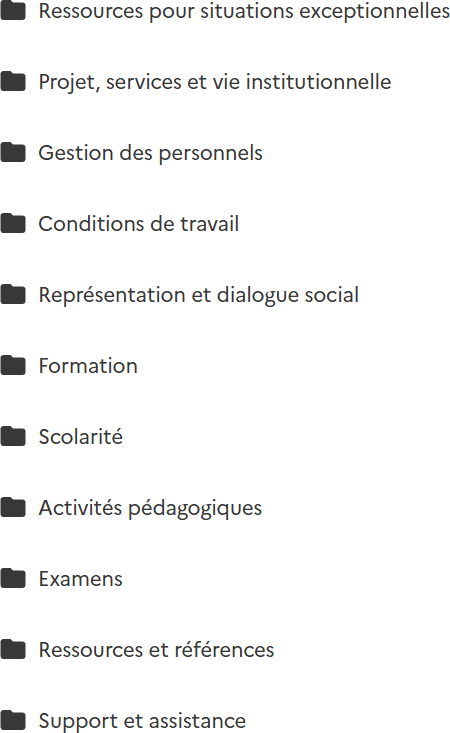 Ressources pour situations exceptionnelles
Projet, services et vie institutionnelle
Gestion des personnels
Conditions de travail
Représentation et dialogue social
Formation
Scolarité
Activités pédagogiques
Examens
Ressources et références
Support et assistance